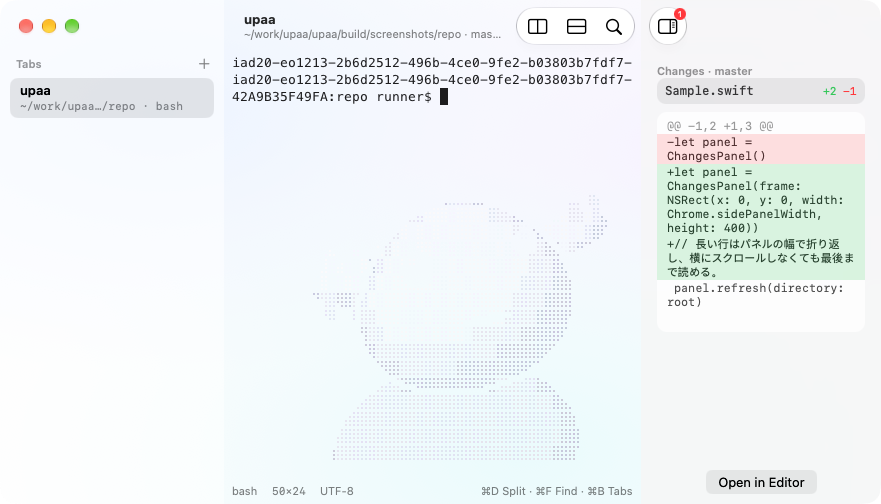 upaa
~/work/upaa/upaa/build/screenshots/repo · mas…
1
Tabs
+
upaa
~/work/upaa…/repo · bash
iad20-eo1213-2b6d2512-496b-4ce0-9fe2-b03803b7fdf7-
iad20-eo1213-2b6d2512-496b-4ce0-9fe2-b03803b7fdf7-
42A9B35F49FA:repo runner$
Changes · master
Sample.swift +2 −1
@@ -1,2 +1,3 @@
-let panel =
ChangesPanel()
+let panel =
ChangesPanel(frame:
NSRect(x: 0, y: 0, width:
Chrome.sidePanelWidth,
height: 400))
+// 長い行はパネルの幅で折り返
し、横にスクロールしなくても最後ま
で読める。
panel.refresh(directory:
root)
Open in Editor
bash 50×24 UTF-8
⌘D Split · ⌘F Find · ⌘B Tabs